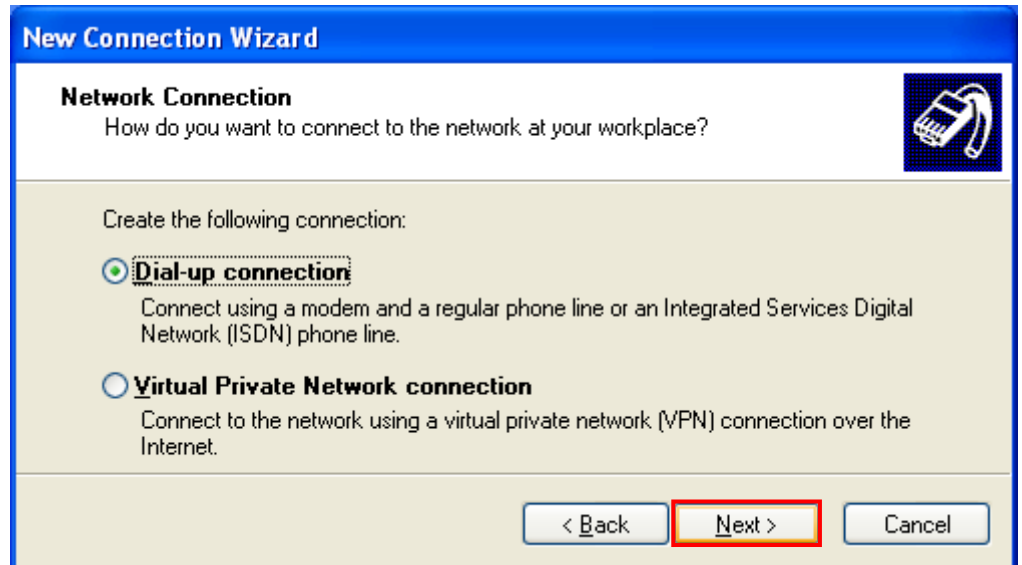 New Connection Wizard
Network Connection
How do you want to connect to the network at your workplace?
Create the following connection:
Dial-up connection
Connect using a modem and a regular phone line or an Integrated Services Digital
Network (ISDN) phone line.
Virtual Private Network connection
Connect to the network using a virtual private network (VPN) connection over the
Internet.
< Back
Next >
Cancel